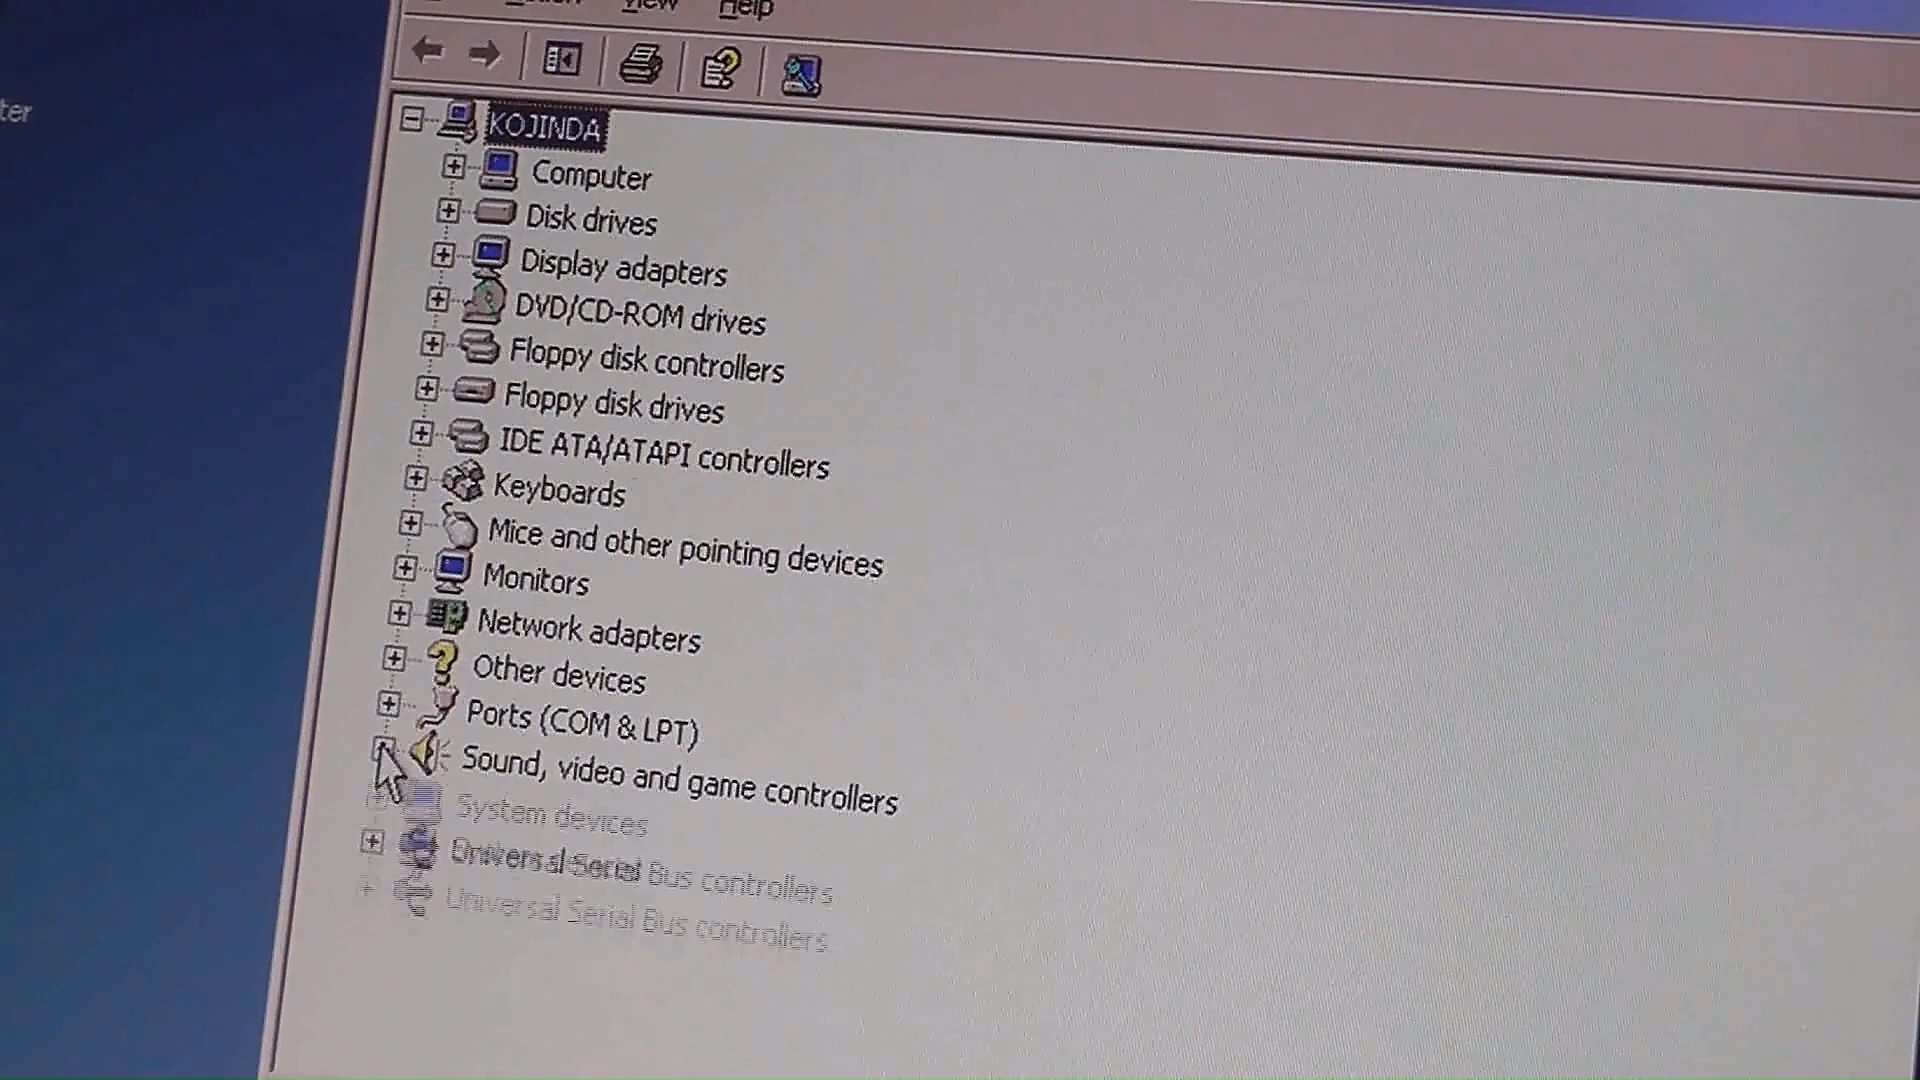 View Help
ter
KOJINDA
Computer
Disk drives
Display adapters
DVD/CD-ROM drives
Floppy disk controllers
Floppy disk drives
IDE ATA/ATAPI controllers
Keyboards
Mice and other pointing devices
Monitors
Network adapters
Other devices
Ports (COM & LPT)
Sound, video and game controllers
System devices
Universal Serial Bus controllers
Universal Serial Bus controllers